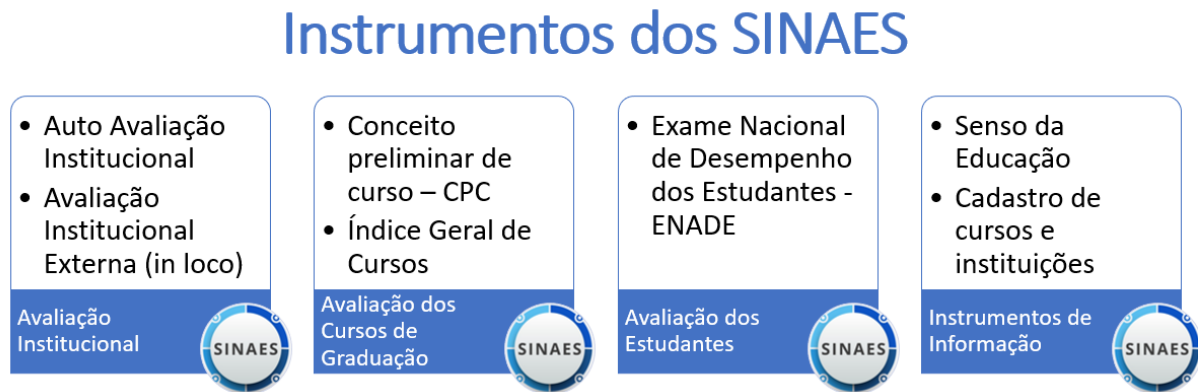 Instrumentos dos SINAES
• Auto Avaliação
Institucional
• Avaliação
Institucional
Externa (in loco)
Avaliação
Institucional
SINAES
• Conceito
preliminar de
curso – CPC
• Índice Geral de
Cursos
Avaliação dos
Cursos de
Graduação
SINAES
• Exame Nacional
de Desempenho
dos Estudantes -
ENADE
Avaliação dos
Estudantes
SINAES
• Senso da
Educação
• Cadastro de
cursos e
instituições
Instrumentos de
Informação
SINAES